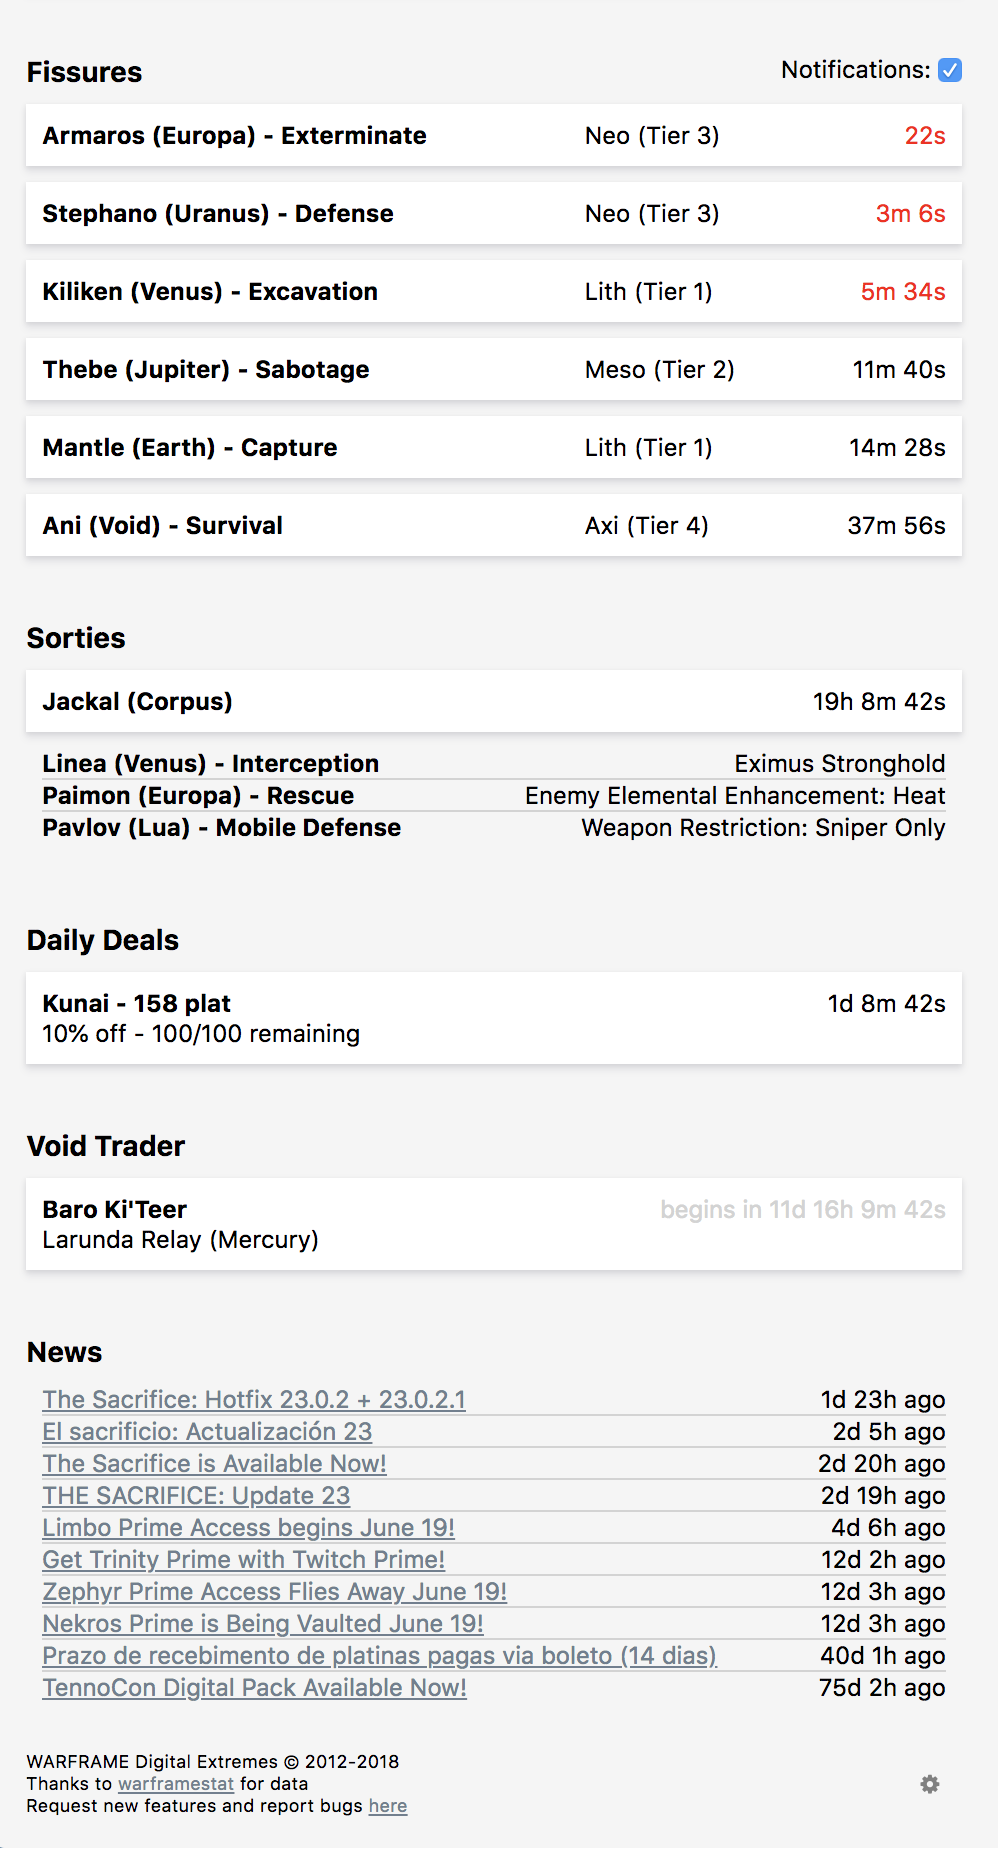 Fissures
Notifications:
Armaros (Europa) - Exterminate Neo (Tier 3) 22s
Stephano (Uranus) - Defense Neo (Tier 3) 3m 6s
Kiliken (Venus) - Excavation Lith (Tier 1) 5m 34s
Thebe (Jupiter) - Sabotage Meso (Tier 2) 11m 40s
Mantle (Earth) - Capture Lith (Tier 1) 14m 28s
Ani (Void) - Survival Axi (Tier 4) 37m 56s
Sorties
Jackal (Corpus) 19h 8m 42s
Linea (Venus) - Interception Eximus Stronghold
Paimon (Europa) - Rescue Enemy Elemental Enhancement: Heat
Pavlov (Lua) - Mobile Defense Weapon Restriction: Sniper Only
Daily Deals
Kunai - 158 plat 1d 8m 42s
10% off - 100/100 remaining
Void Trader
Baro Ki'Teer begins in 11d 16h 9m 42s
Larunda Relay (Mercury)
News
The Sacrifice: Hotfix 23.0.2 + 23.0.2.1 1d 23h ago
El sacrificio: Actualización 23 2d 5h ago
The Sacrifice is Available Now! 2d 20h ago
THE SACRIFICE: Update 23 2d 19h ago
Limbo Prime Access begins June 19! 4d 6h ago
Get Trinity Prime with Twitch Prime! 12d 2h ago
Zephyr Prime Access Flies Away June 19! 12d 3h ago
Nekros Prime is Being Vaulted June 19! 12d 3h ago
Prazo de recebimento de platinas pagas via boleto (14 dias) 40d 1h ago
TennoCon Digital Pack Available Now! 75d 2h ago
WARFRAME Digital Extremes © 2012-2018
Thanks to warframestat for data
Request new features and report bugs here